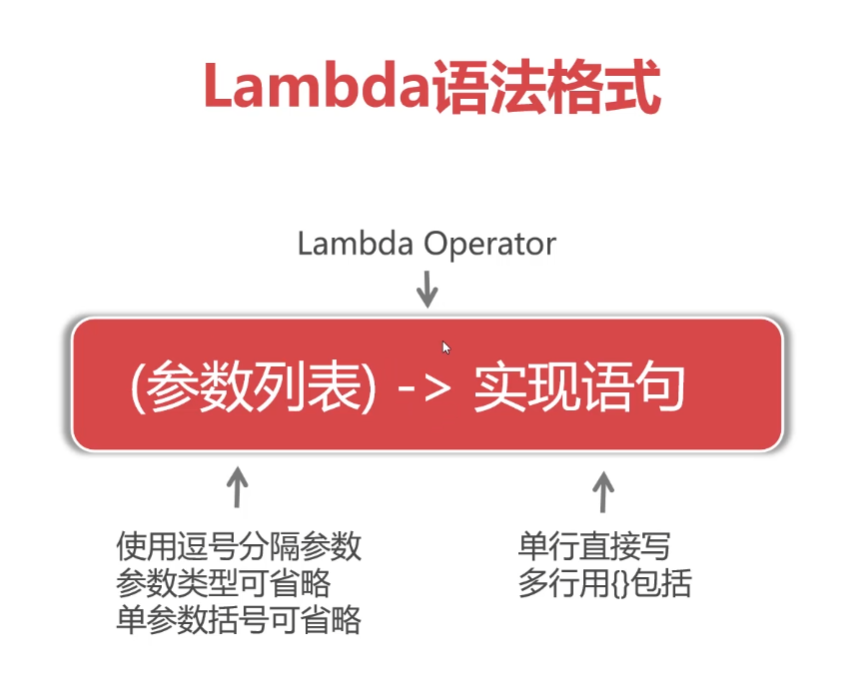 Lambda语法格式
Lambda Operator
(参数列表) -> 实现语句
使用逗号分隔参数
参数类型可省略
单参数括号可省略
单行直接写
多行用{}包括